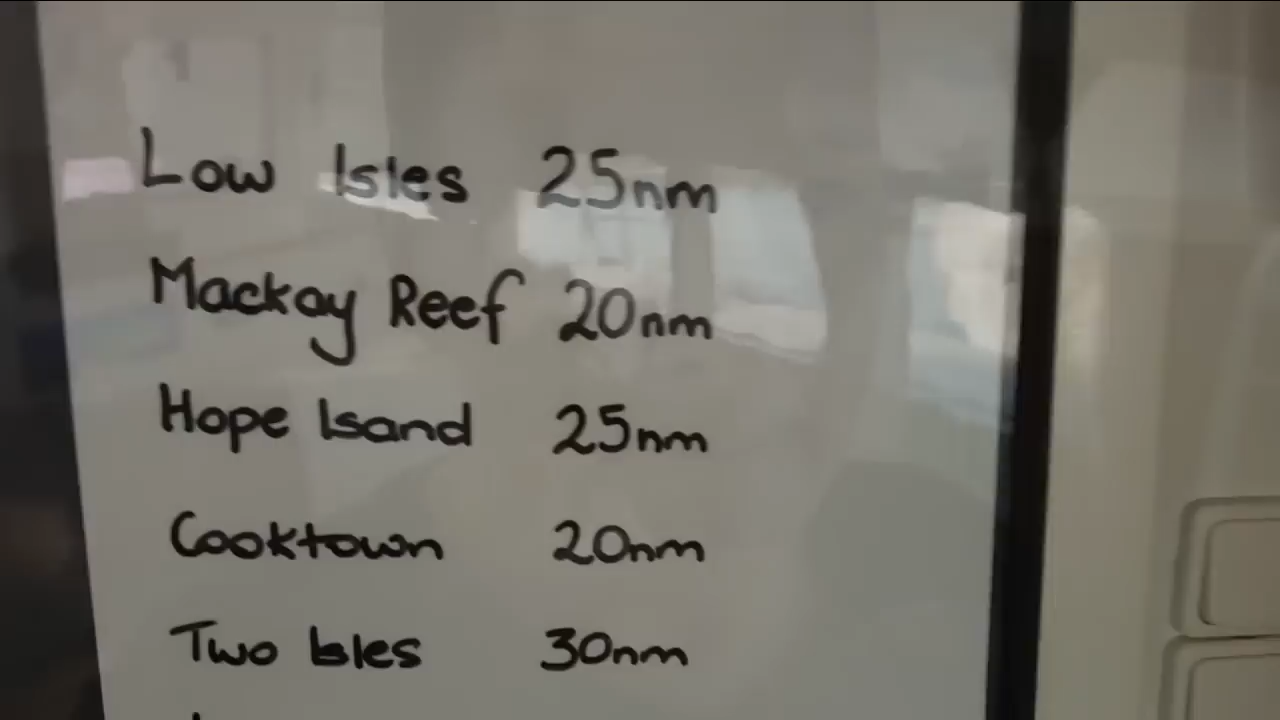 Low Isles 25nm
Mackay Reef 20nm
Hope Isand 25nm
Cooktown 20nm
Two Isles 30nm